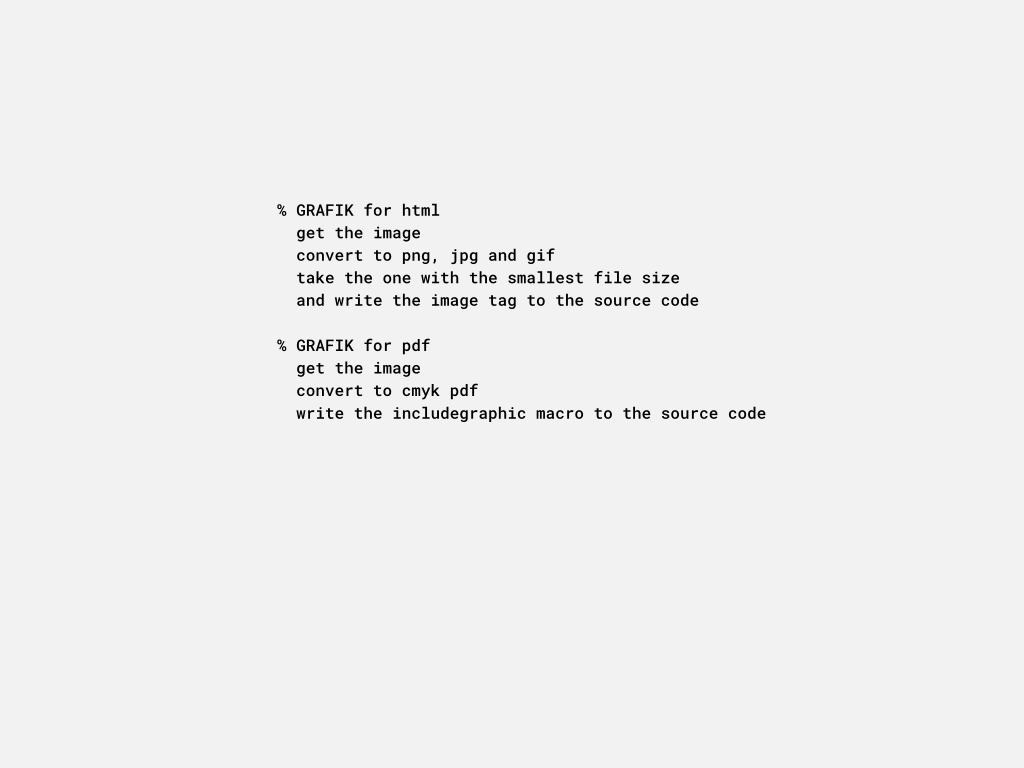 % GRAFIK for html
get the image
convert to png, jpg and gif
take the one with the smallest file size
and write the image tag to the source code
% GRAFIK for pdf
get the image
convert to cmyk pdf
write the includegraphic macro to the source code